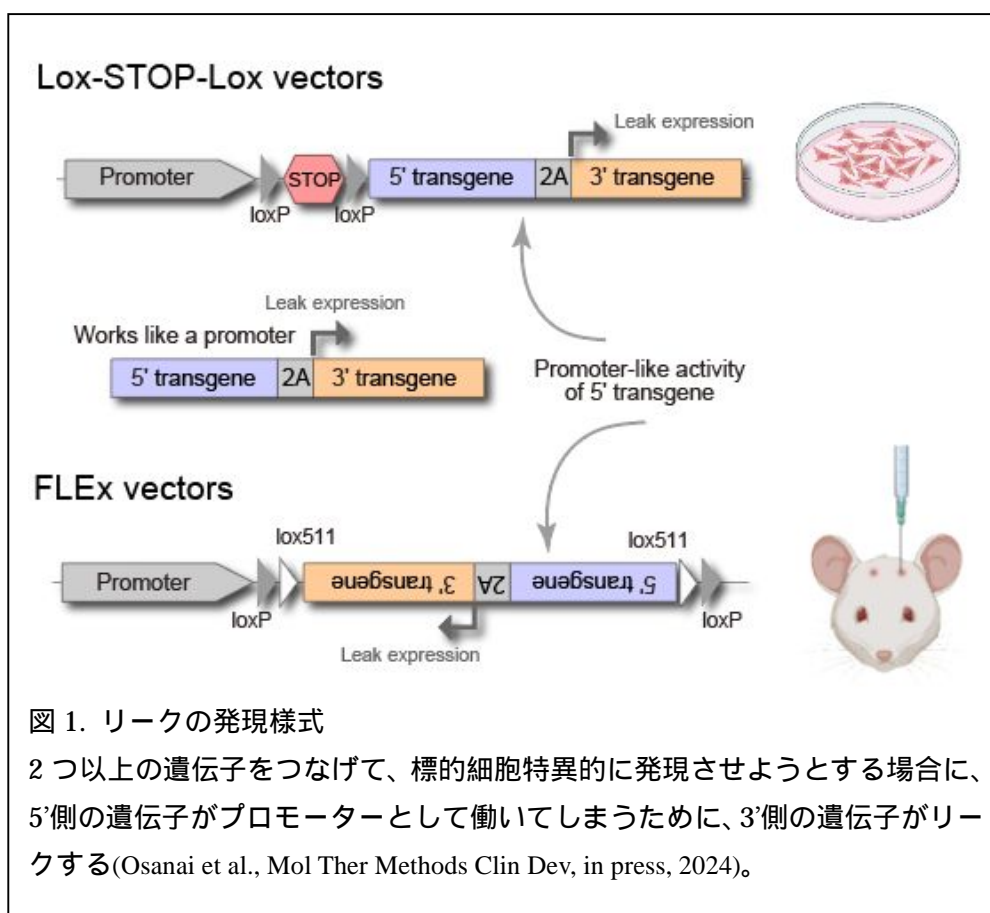 Lox-STOP-Lox vectors
Leak expression
Promoter
STOP
5' transgene
2A
3' transgene
loxP
loxP
Leak expression
Works like a promoter
5' transgene
2A
3' transgene
Promoter-like activity
of 5' transgene
FLEx vectors
lox511
lox511
Promoter
3' transgene
2A
5' transgene
loxP
loxP
Leak expression
図 1. リークの発現様式
2 つ以上の遺伝子をつなげて、標的細胞特異的に発現させようとする場合に、
5’側の遺伝子がプロモーターとして働いてしまうために、3’側の遺伝子がリー
クする(Osanai et al., Mol Ther Methods Clin Dev, in press, 2024)。